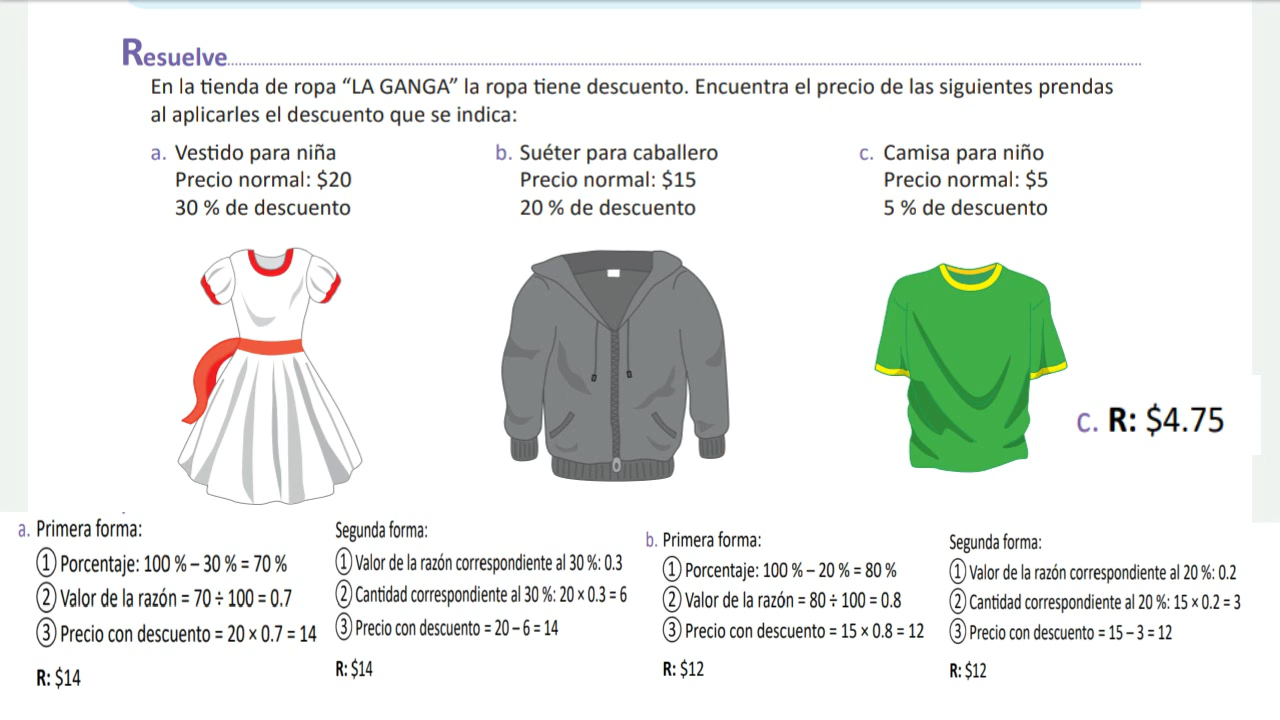 Resuelve
En la tienda de ropa “LA GANGA” la ropa tiene descuento. Encuentra el precio de las siguientes prendas
al aplicarles el descuento que se indica:
a. Vestido para niña
Precio normal: $20
30 % de descuento
b. Suéter para caballero
Precio normal: $15
20 % de descuento
c. Camisa para niño
Precio normal: $5
5 % de descuento
c. R: $4.75
a. Primera forma:
① Porcentaje: 100 % – 30 % = 70 %
② Valor de la razón = 70 ÷ 100 = 0.7
③ Precio con descuento = 20 × 0.7 = 14
R: $14
Segunda forma:
① Valor de la razón correspondiente al 30 %: 0.3
② Cantidad correspondiente al 30 %: 20 × 0.3 = 6
③ Precio con descuento = 20 – 6 = 14
R: $14
b. Primera forma:
① Porcentaje: 100 % – 20 % = 80 %
② Valor de la razón = 80 ÷ 100 = 0.8
③ Precio con descuento = 15 × 0.8 = 12
R: $12
Segunda forma:
① Valor de la razón correspondiente al 20 %: 0.2
② Cantidad correspondiente al 20 %: 15 × 0.2 = 3
③ Precio con descuento = 15 – 3 = 12
R: $12